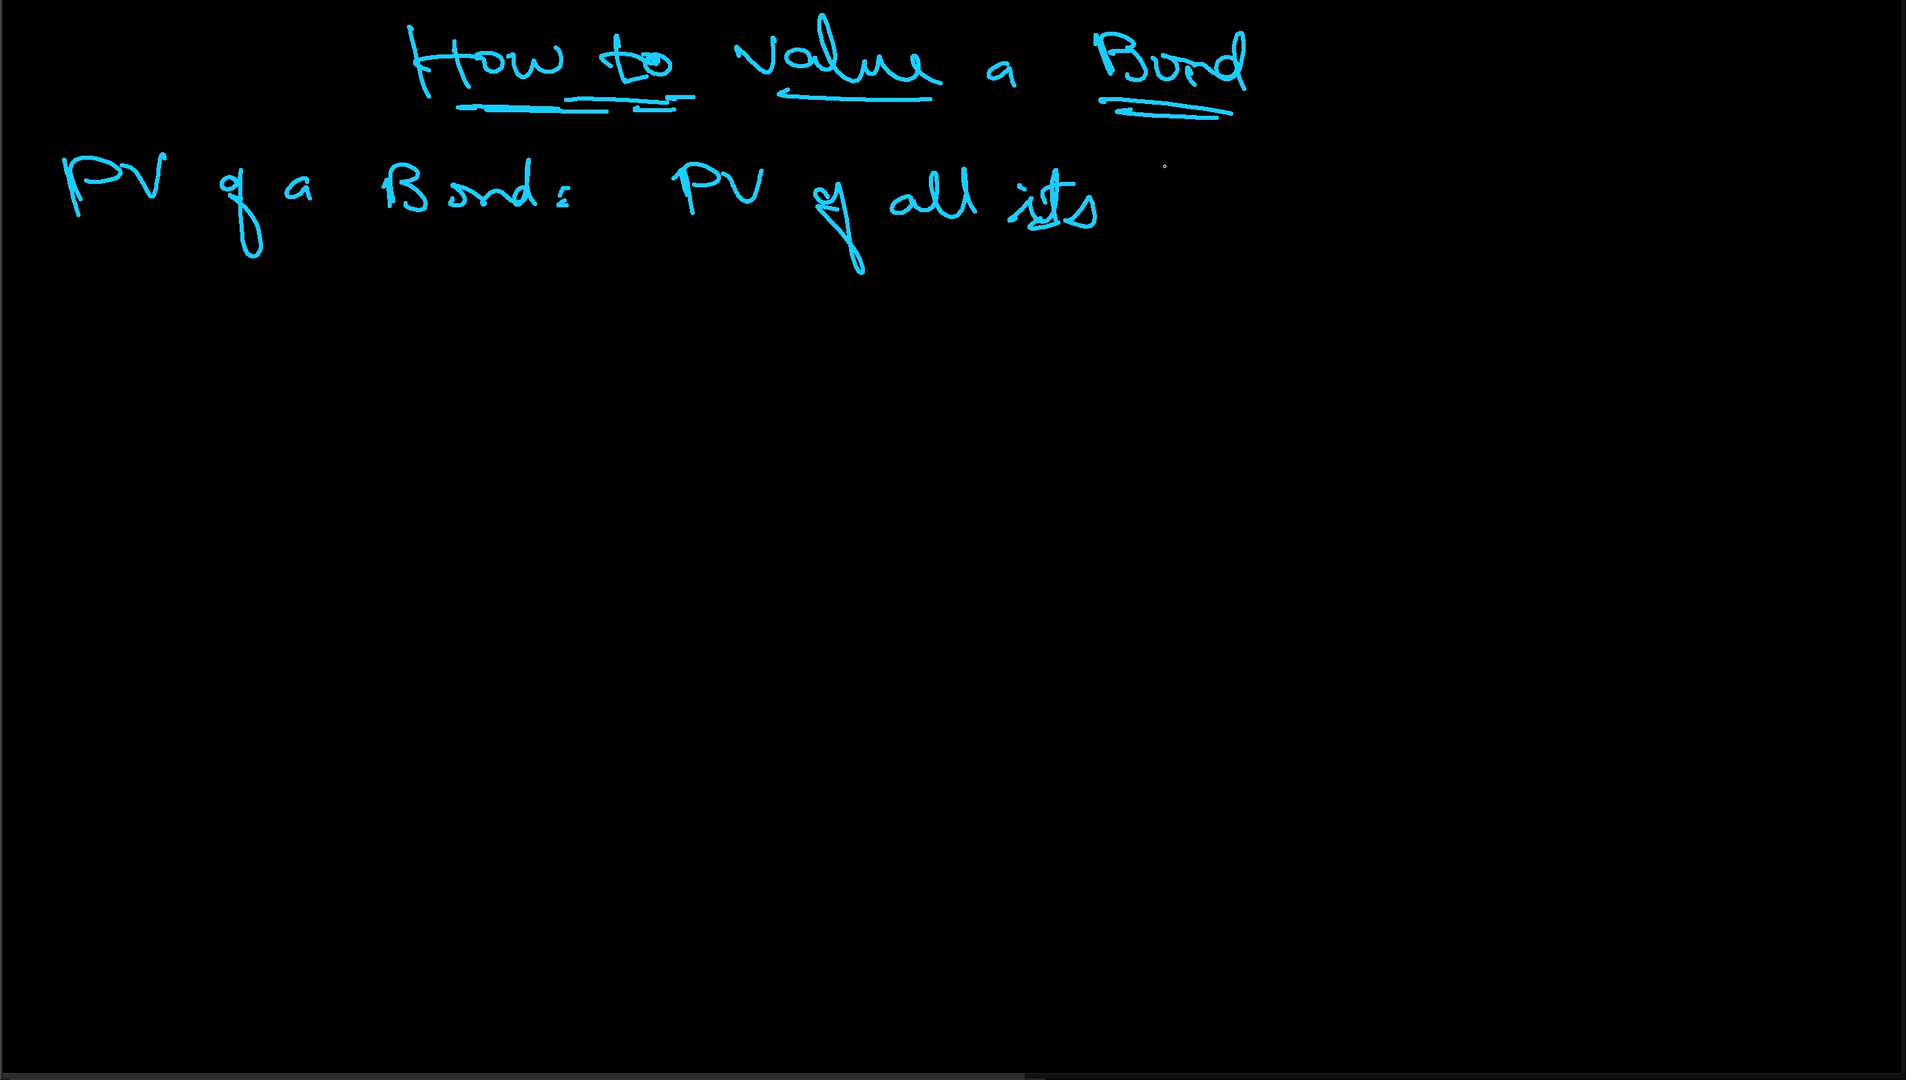 How to value a Bond
PV of a Bond = PV of all its